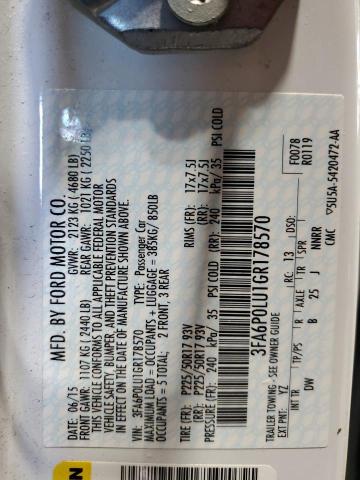 MFD. BY FORD MOTOR CO.
DATE: 06/15 GVWR: 2123 KG ( 4680 LB)
FRONT GAWR: 1107 KG ( 2440 LB) REAR GAWR: 1021 KG ( 2250 LB)
THIS VEHICLE CONFORMS TO ALL APPLICABLE FEDERAL MOTOR
VEHICLE SAFETY, BUMPER, AND THEFT PREVENTION STANDARDS
IN EFFECT ON THE DATE OF MANUFACTURE SHOWN ABOVE.
VIN: 3FA6P0LU1GR178570 TYPE: Passenger Car
MAXIMUM LOAD = OCCUPANTS + LUGGAGE = 385KG/ 850LB
OCCUPANTS = 5 TOTAL: 2 FRONT, 3 REAR
TIRE (FR): P225/50R17 93V RIMS (FR): 17x7.5J
(RR): P225/50R17 93V (RR): 17x7.5J
PRESSURE (FR): 240 kPa/ 35 PSI COLD (RR): 240 kPa/ 35 PSI COLD
3FA6P0LU1GR178570
F0078
R0119
TRAILER TOWING - SEE OWNER GUIDE
EXT PNT: YZ RC: 13 DSO:
WB INT TR TP/PS R AXLE TR SPR
DW B 25 J NNRR
CMC 5U5A-5420472-AA